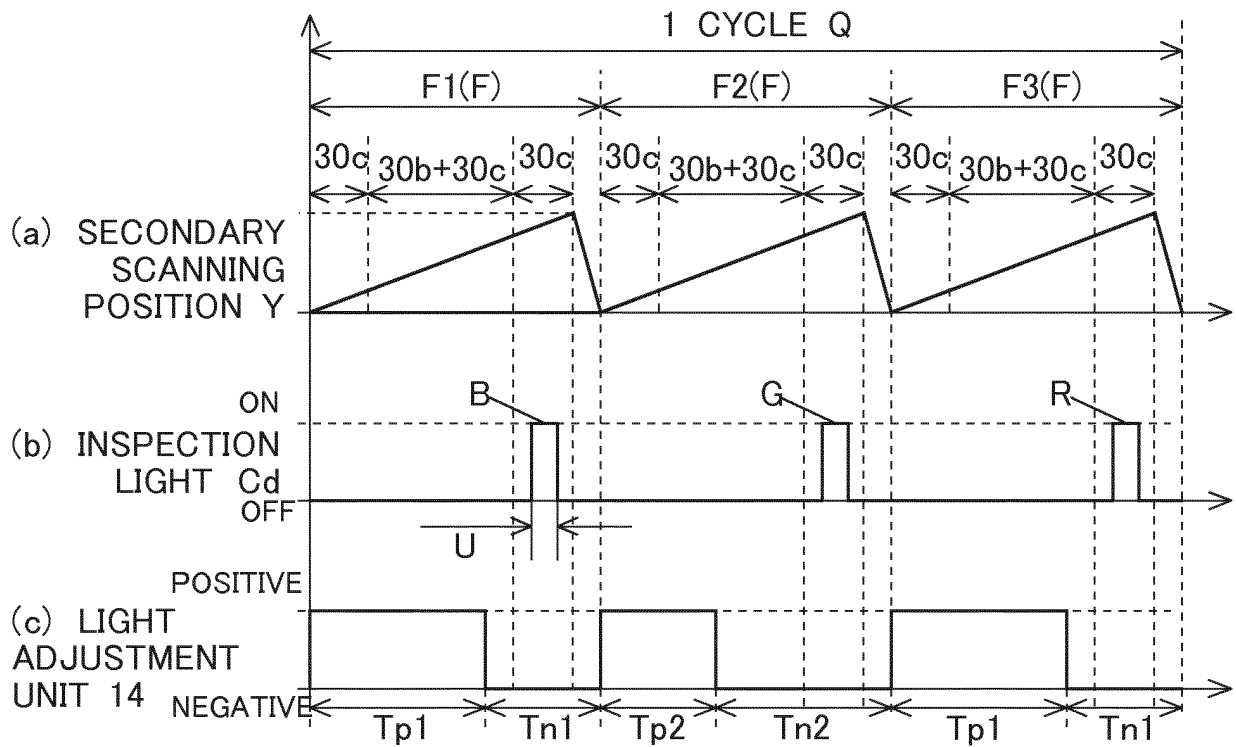 1 CYCLE Q
F1(F) F2(F) F3(F)
30c 30b+30c 30c 30c 30b+30c 30c 30c 30b+30c 30c
(a) SECONDARY
SCANNING
POSITION Y
ON
B G R
(b) INSPECTION
LIGHT Cd
OFF
U
POSITIVE
(c) LIGHT
ADJUSTMENT
UNIT 14
NEGATIVE
Tp1 Tn1 Tp2 Tn2 Tp1 Tn1